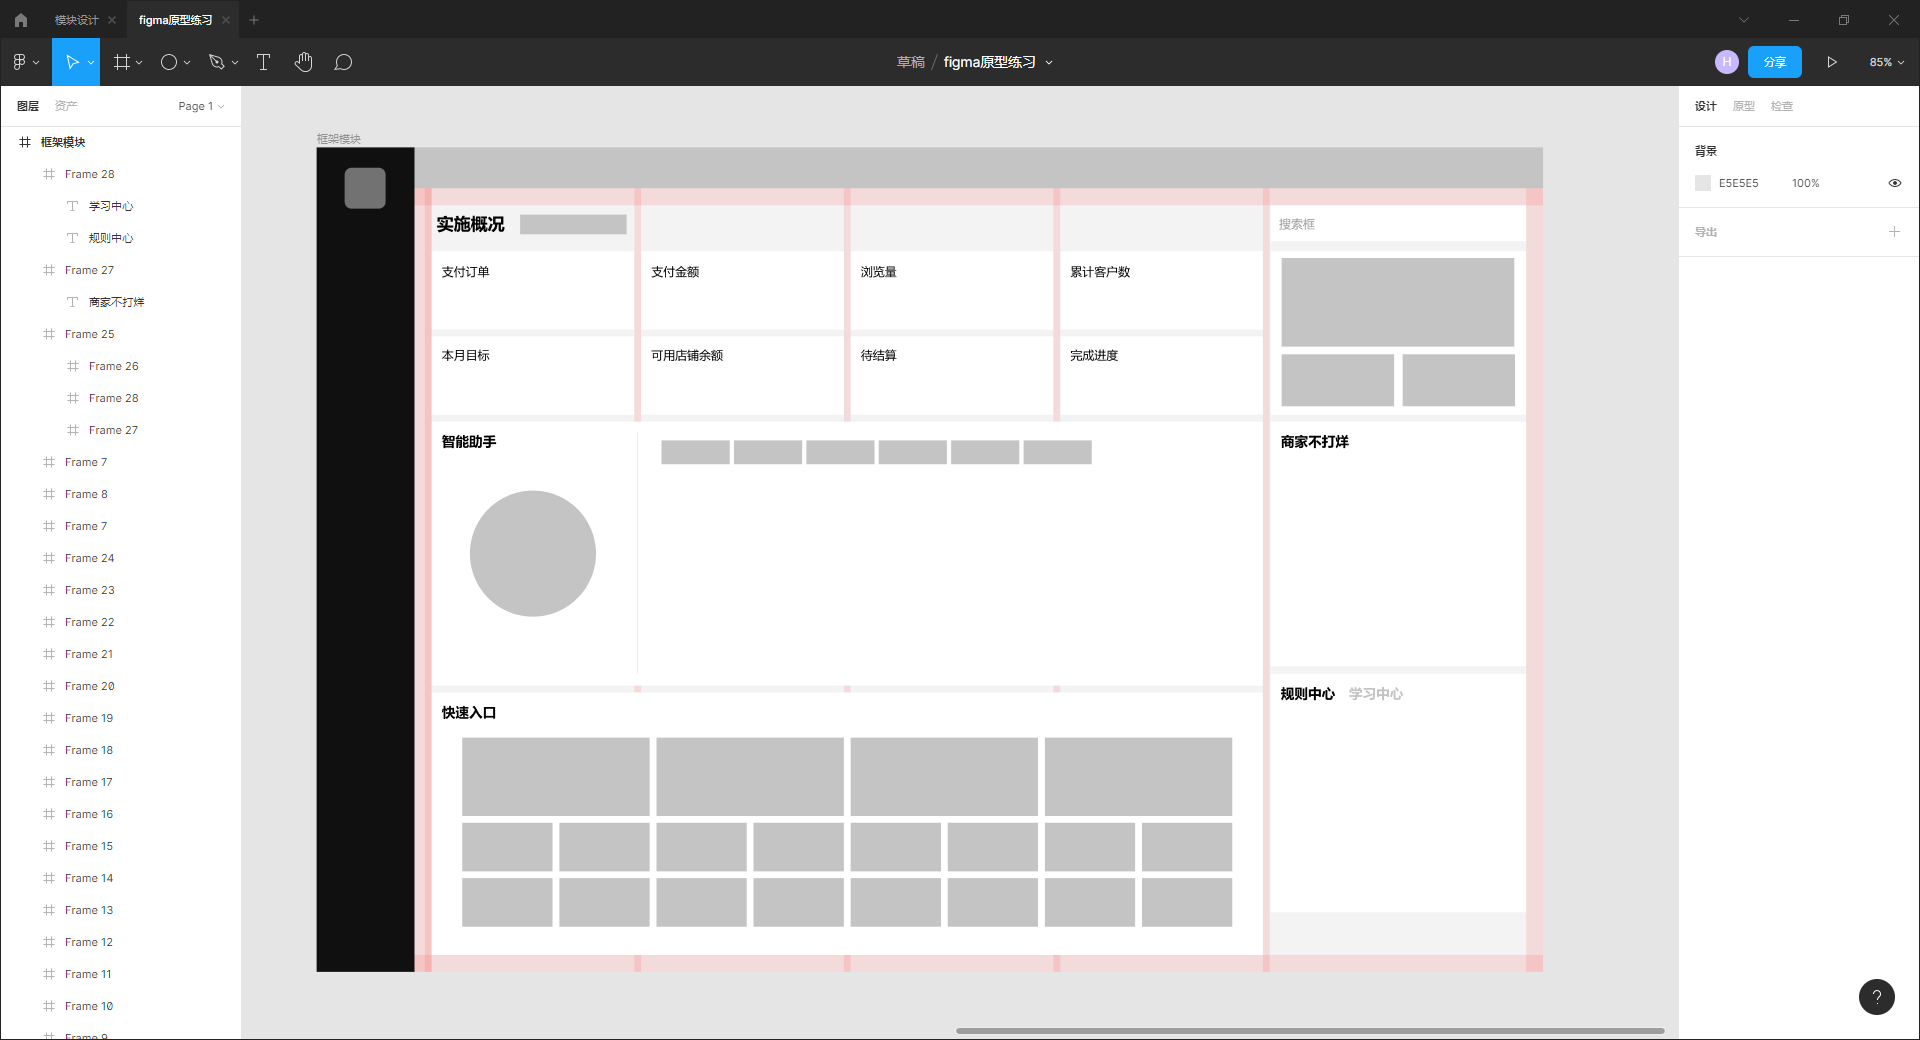 模块设计
figma原型练习
草稿 / figma原型练习
H
分享
85%
图层 资产 Page 1
框架模块
Frame 28
学习中心
规则中心
Frame 27
商家不打烊
Frame 25
Frame 26
Frame 28
Frame 27
Frame 7
Frame 8
Frame 7
Frame 24
Frame 23
Frame 22
Frame 21
Frame 20
Frame 19
Frame 18
Frame 17
Frame 16
Frame 15
Frame 14
Frame 13
Frame 12
Frame 11
Frame 10
Frame 9
框架模块
实施概况
搜索框
支付订单 支付金额 浏览量 累计客户数
本月目标 可用店铺余额 待结算 完成进度
智能助手
商家不打烊
规则中心 学习中心
快速入口
设计 原型 检查
背景
E5E5E5 100%
导出
?